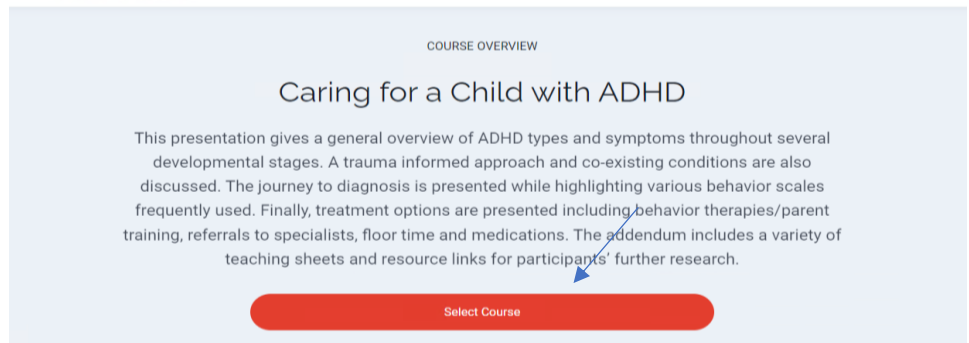 COURSE OVERVIEW
Caring for a Child with ADHD
This presentation gives a general overview of ADHD types and symptoms throughout several
developmental stages. A trauma informed approach and co-existing conditions are also
discussed. The journey to diagnosis is presented while highlighting various behavior scales
frequently used. Finally, treatment options are presented including behavior therapies/parent
training, referrals to specialists, floor time and medications. The addendum includes a variety of
teaching sheets and resource links for participants' further research.
Select Course